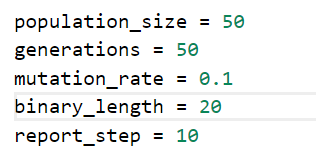 population_size = 50
generations = 50
mutation_rate = 0.1
binary_length = 20
report_step = 10